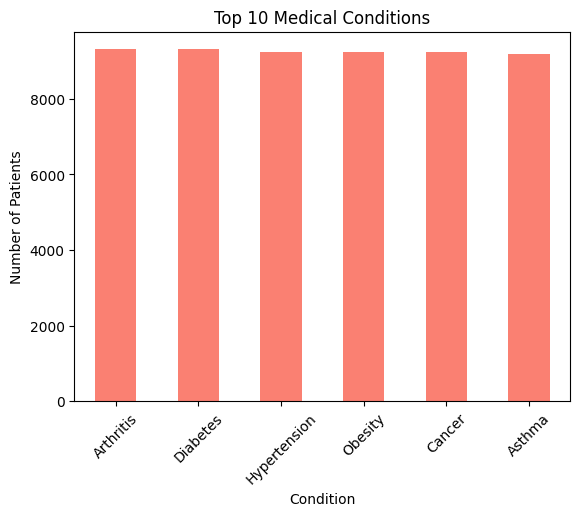 Top 10 Medical Conditions
Number of Patients
8000
6000
4000
2000
0
Arthritis
Diabetes
Hypertension
Obesity
Cancer
Asthma
Condition